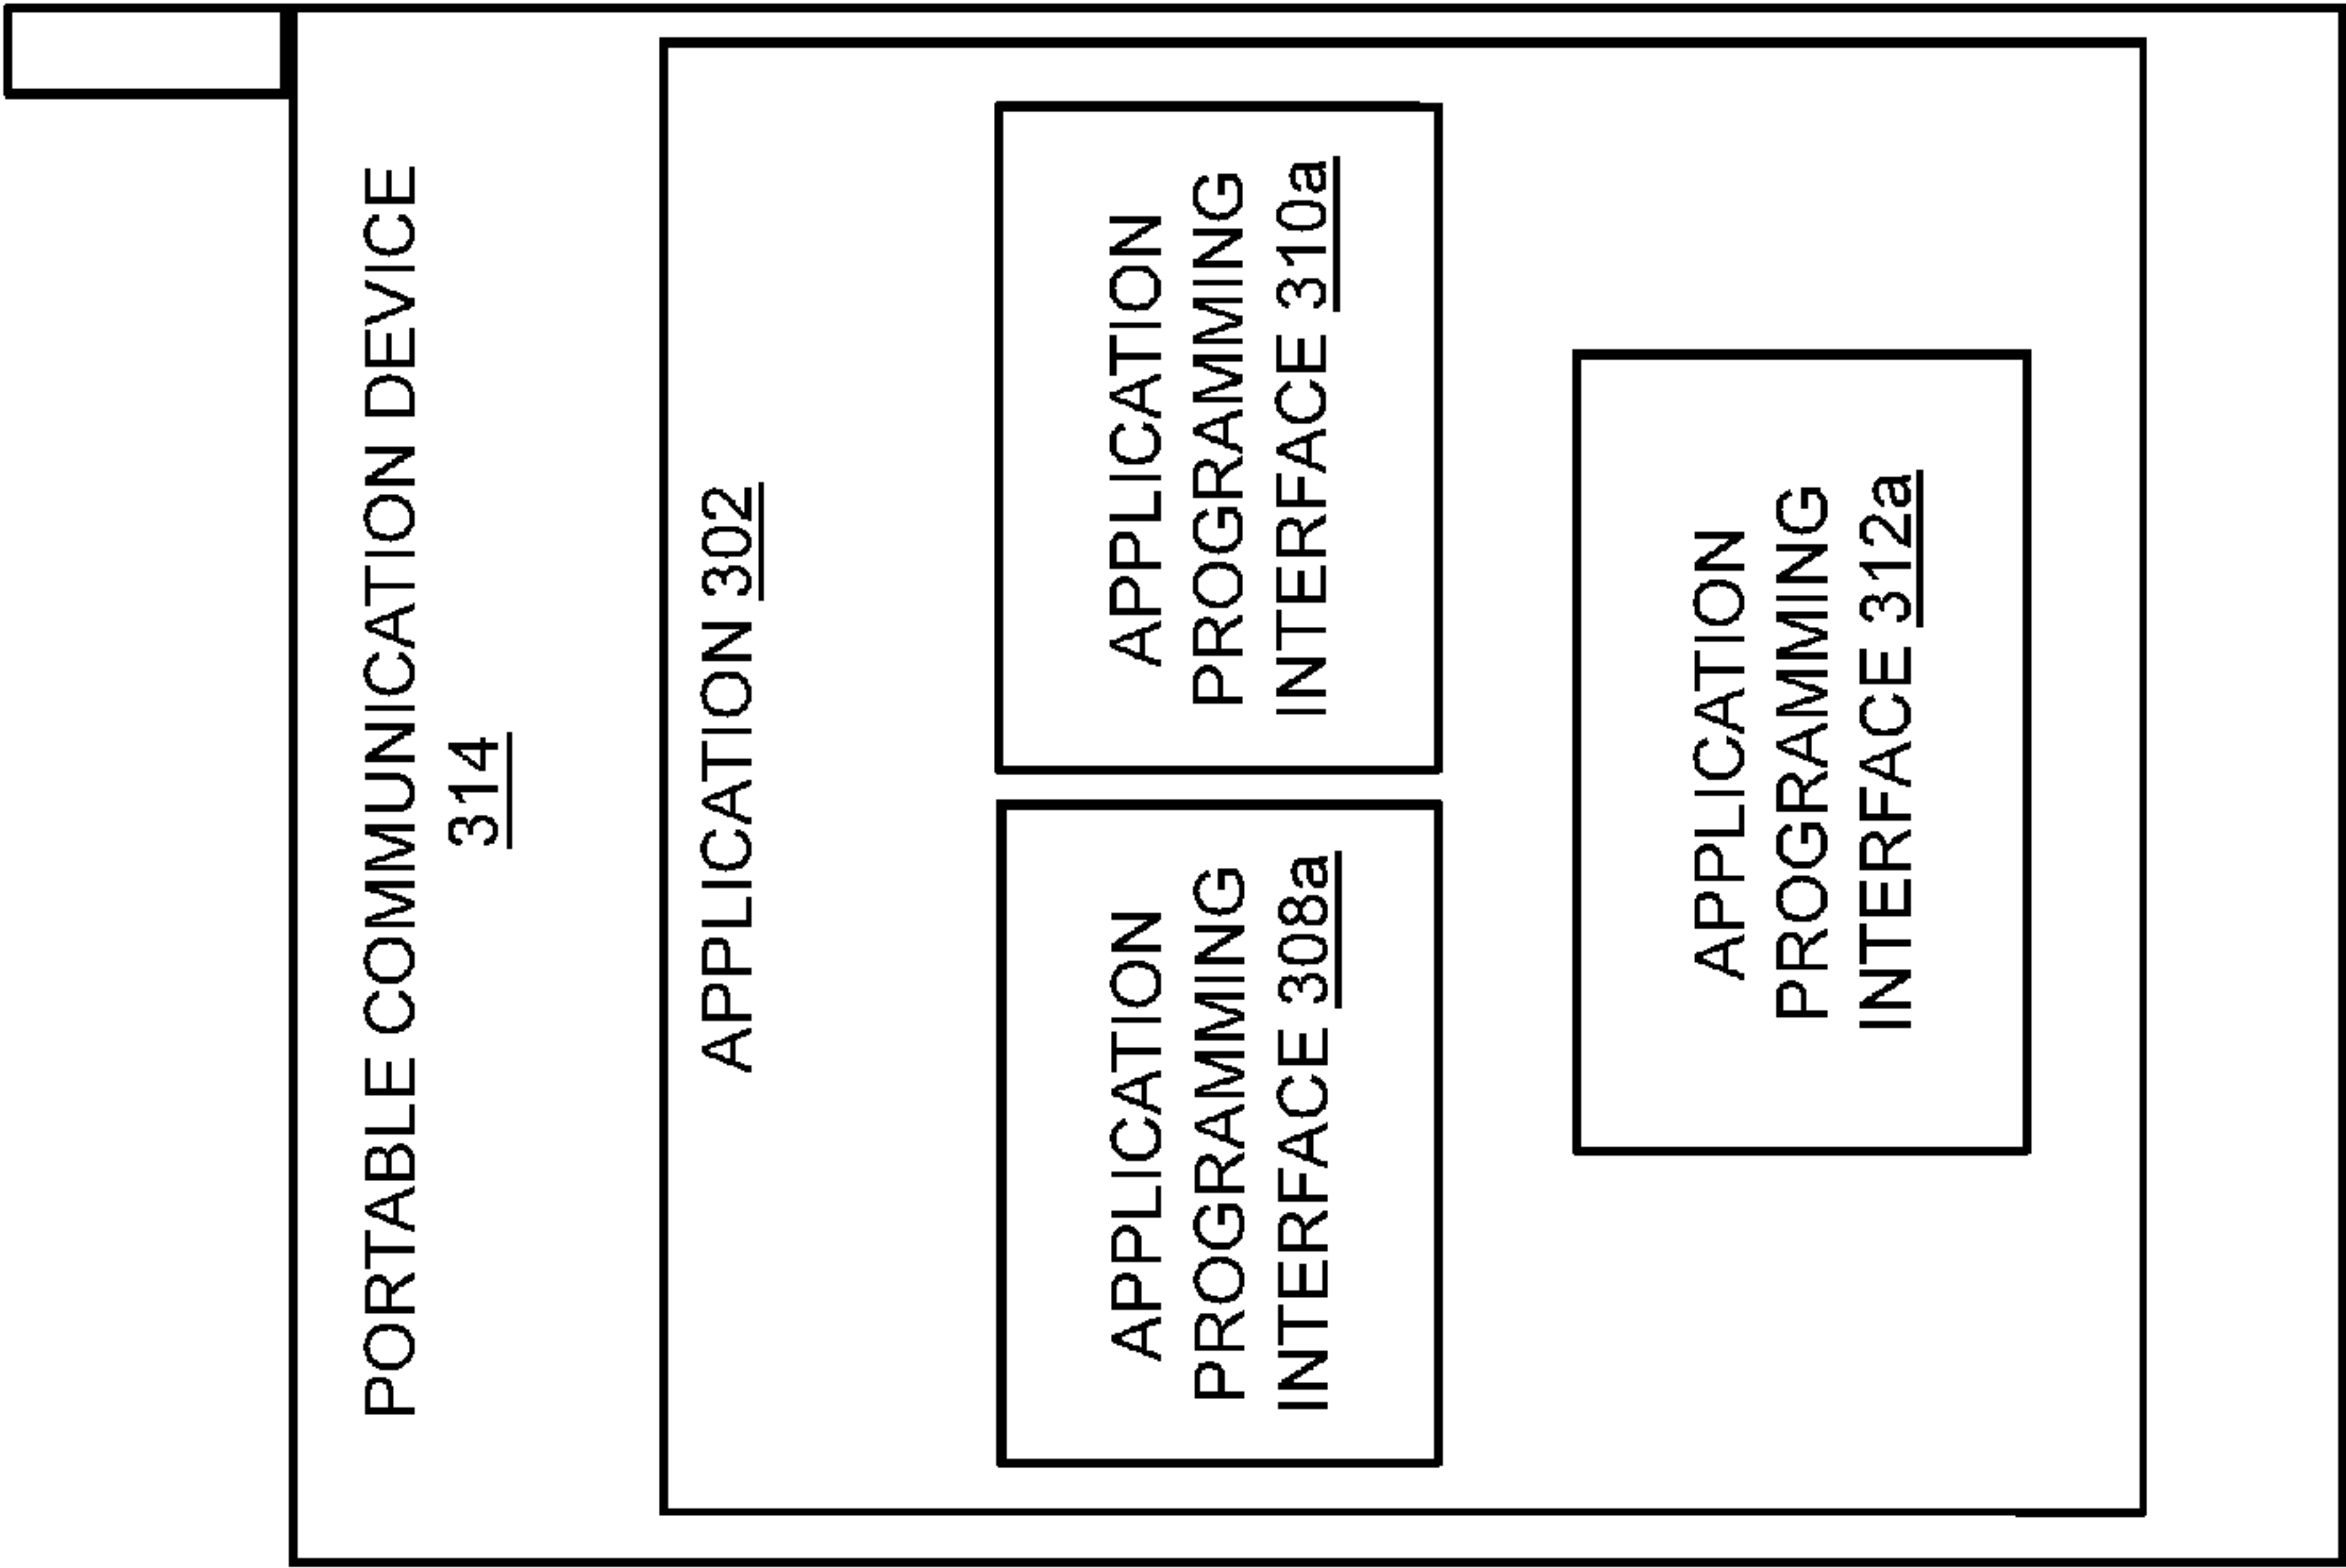 PORTABLE COMMUNICATION DEVICE
314
APPLICATION 302
APPLICATION
PROGRAMMING
INTERFACE 308a
APPLICATION
PROGRAMMING
INTERFACE 310a
APPLICATION
PROGRAMMING
INTERFACE 312a